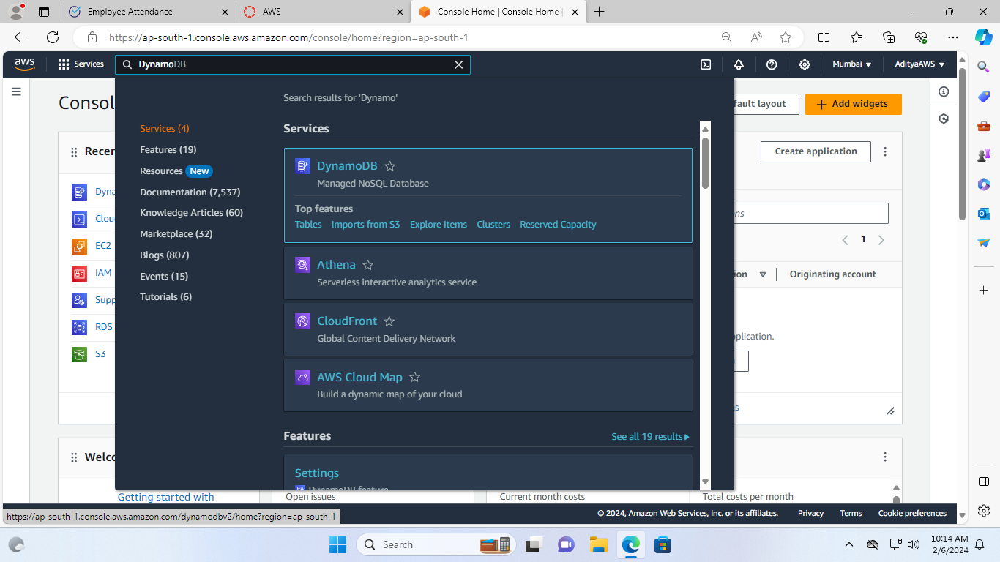 Employee Attendance
AWS
Console Home | Console Home |
https://ap-south-1.console.aws.amazon.com/console/home?region=ap-south-1
aws
Services
DynamoDB
Mumbai
AdityaAWS
Consol
fault layout
Add widgets
Search results for 'Dynamo'
Services (4)
Features (19)
Resources New
Documentation (7,537)
Knowledge Articles (60)
Marketplace (32)
Blogs (807)
Events (15)
Tutorials (6)
Services
DynamoDB
Managed NoSQL Database
Top features
Tables Imports from S3 Explore Items Clusters Reserved Capacity
Athena
Serverless interactive analytics service
CloudFront
Global Content Delivery Network
AWS Cloud Map
Build a dynamic map of your cloud
Features
See all 19 results
Settings
DynamoDB feature
Recen
Dyna
Clou
EC2
IAM
Supp
RDS
S3
Create application
ons
1
ion
Originating account
plication.
s
Welco
Getting started with
Open issues
Current month costs
Total costs per month
https://ap-south-1.console.aws.amazon.com/dynamodbv2/home?region=ap-south-1
© 2024, Amazon Web Services, Inc. or its affiliates.
Privacy
Terms
Cookie preferences
Search
10:14 AM
2/6/2024